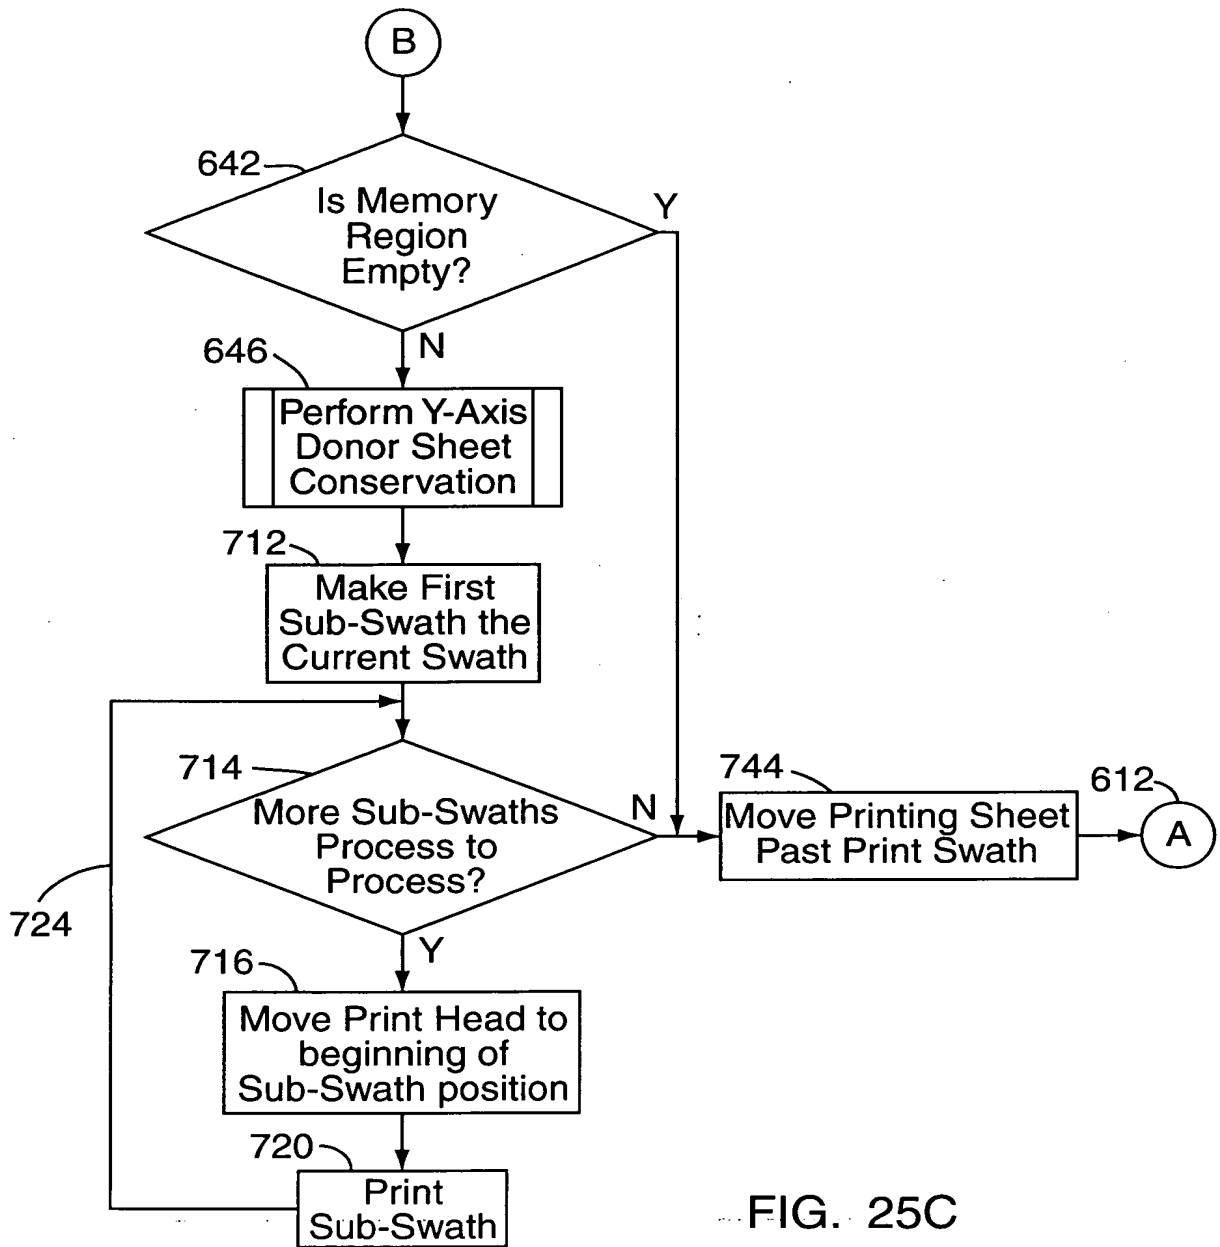 B
642
Is Memory
Region
Empty?
Y
N
646
Perform Y-Axis
Donor Sheet
Conservation
712
Make First
Sub-Swath the
Current Swath
714
More Sub-Swaths
Process to
Process?
N
744
Move Printing Sheet
Past Print Swath
612
A
724
Y
716
Move Print Head to
beginning of
Sub-Swath position
720
Print
Sub-Swath
FIG. 25C